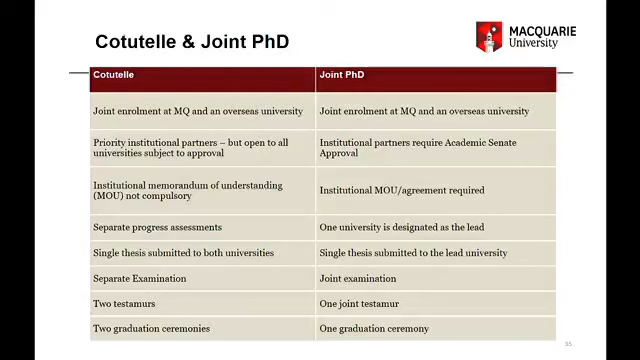 Cotutelle & Joint PhD
MACQUARIE
University
Cotutelle
Joint PhD
Joint enrolment at MQ and an overseas university
Joint enrolment at MQ and an overseas university
Priority institutional partners – but open to all
universities subject to approval
Institutional partners require Academic Senate
Approval
Institutional memorandum of understanding
(MOU) not compulsory
Institutional MOU/agreement required
Separate progress assessments
One university is designated as the lead
Single thesis submitted to both universities
Single thesis submitted to the lead university
Separate Examination
Joint examination
Two testamurs
One joint testamur
Two graduation ceremonies
One graduation ceremony
35